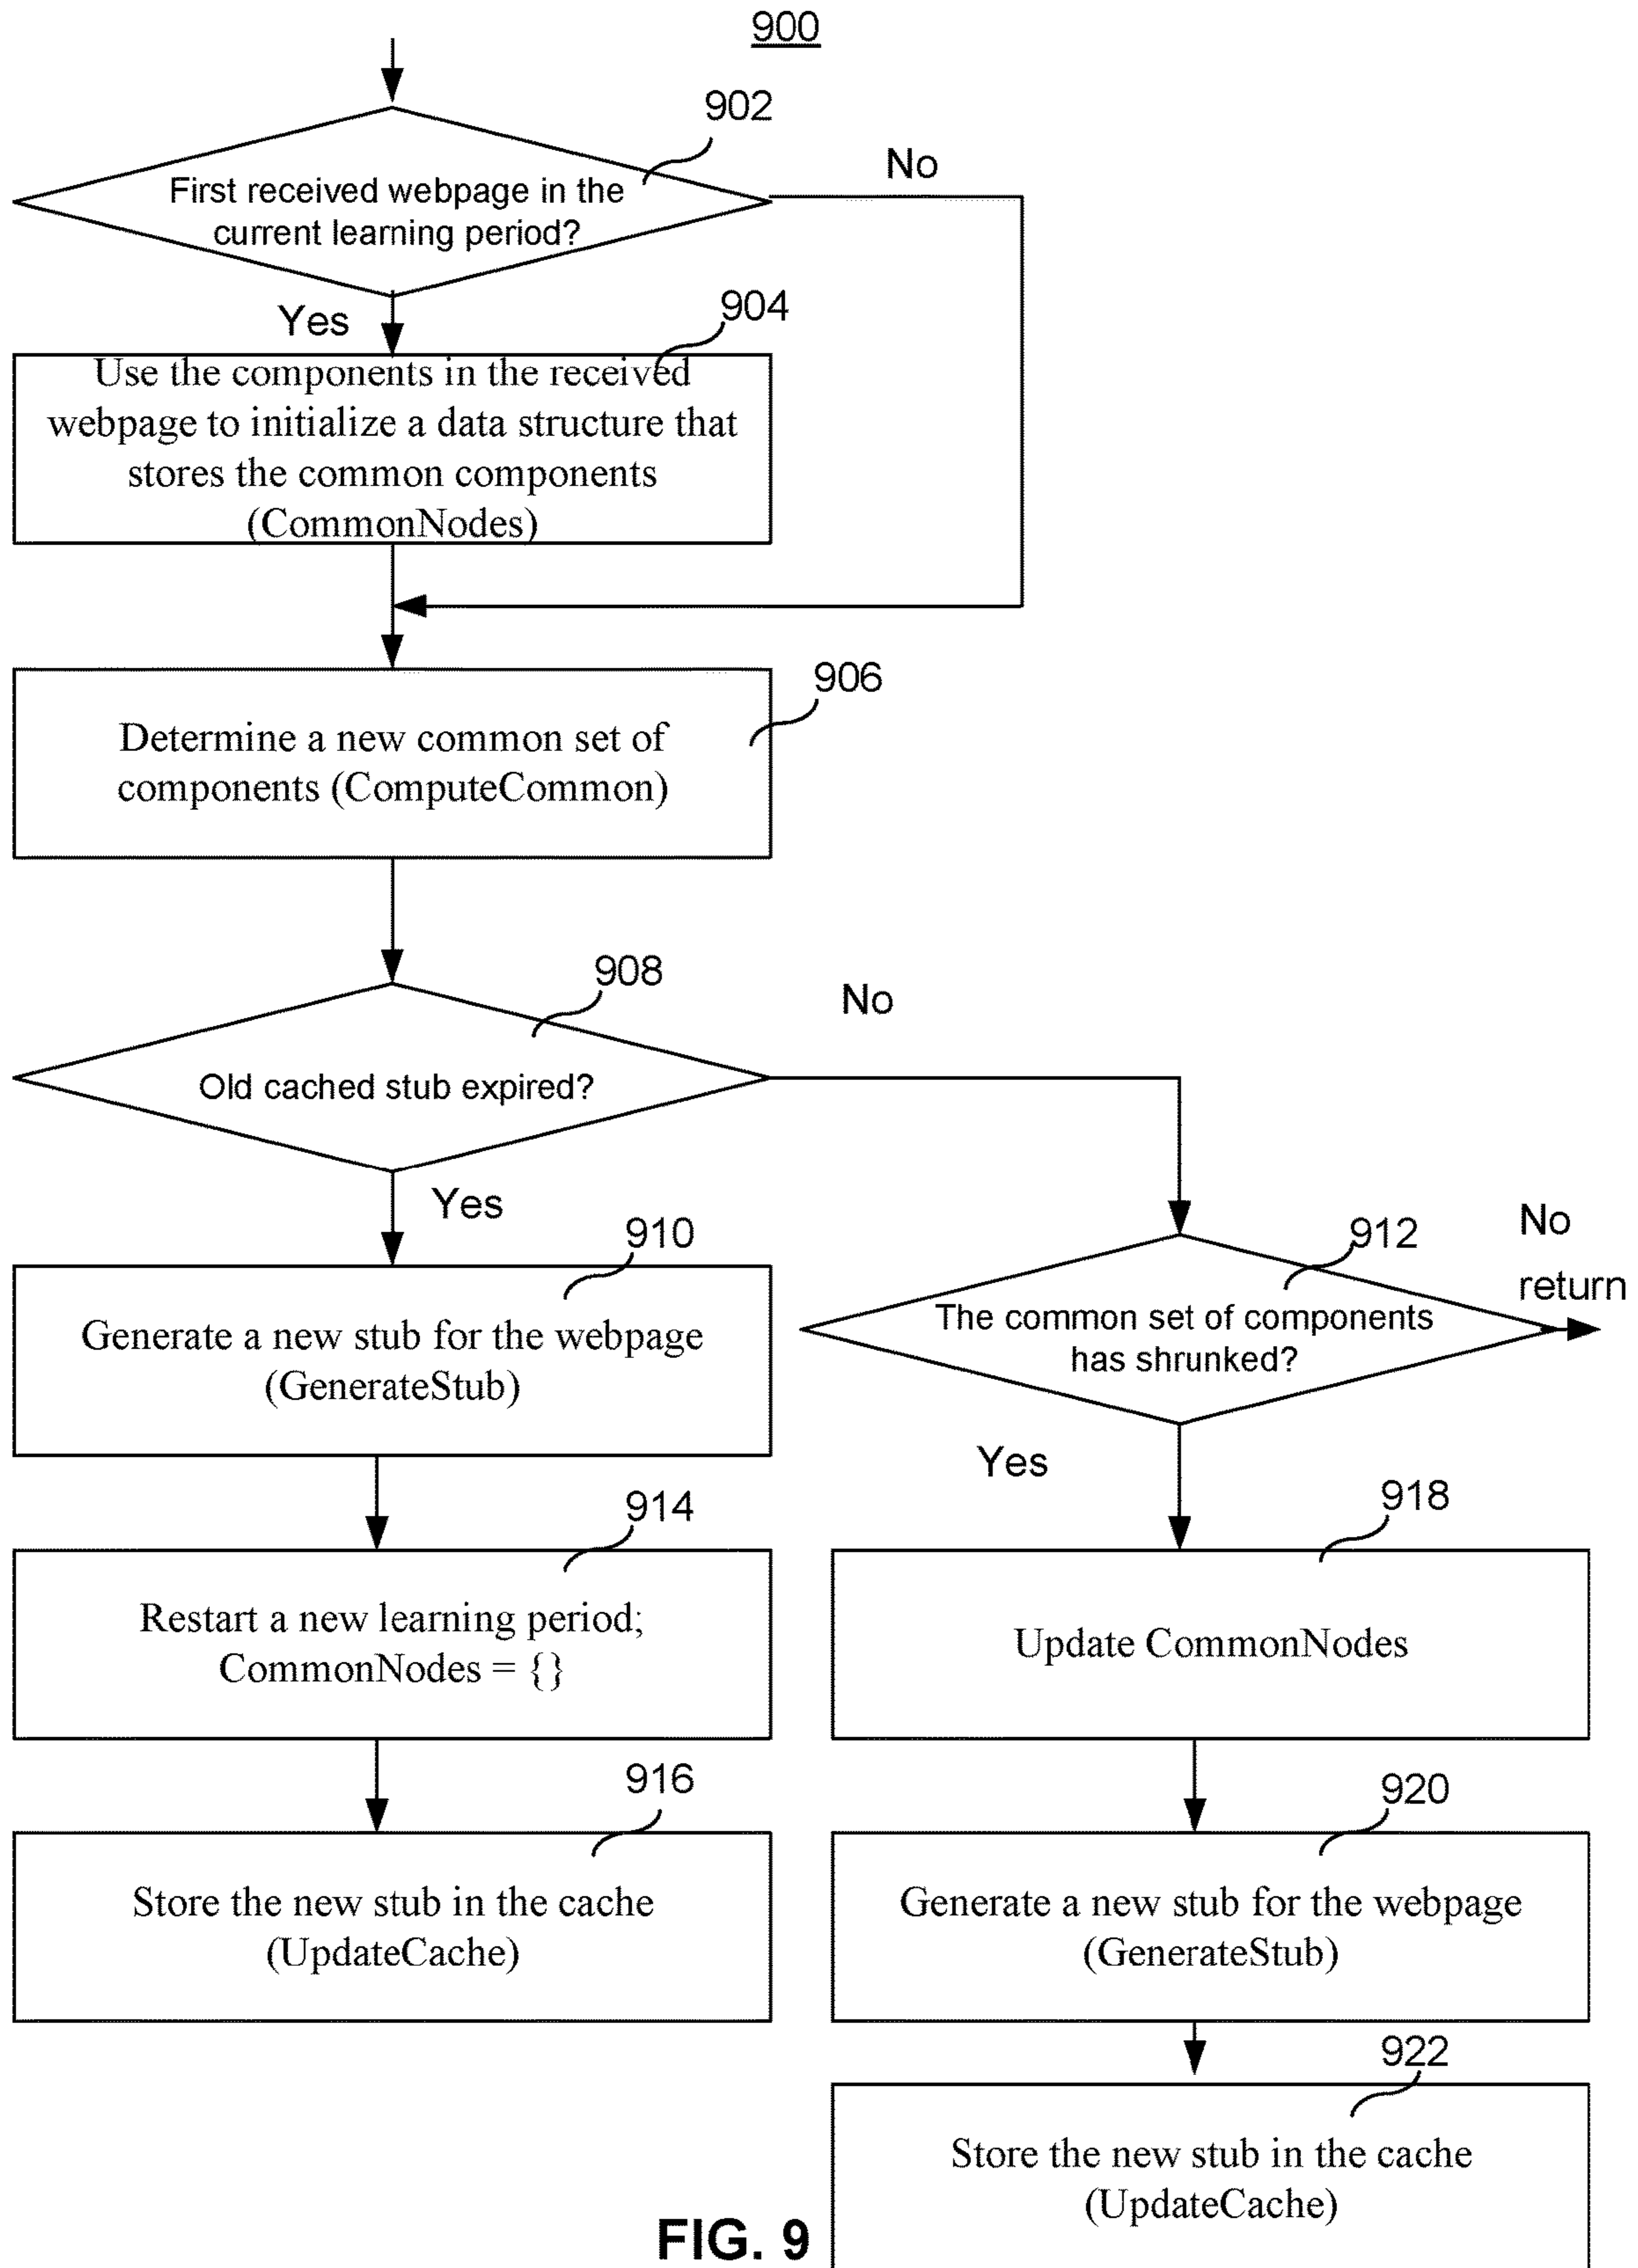 900
902
No
First received webpage in the
current learning period?
Yes
904
Use the components in the received
webpage to initialize a data structure that
stores the common components
(CommonNodes)
906
Determine a new common set of
components (ComputeCommon)
908
No
Old cached stub expired?
Yes
910
Generate a new stub for the webpage
(GenerateStub)
912
No
return
The common set of components
has shrunked?
Yes
914
Restart a new learning period;
CommonNodes = {}
918
Update CommonNodes
916
Store the new stub in the cache
(UpdateCache)
920
Generate a new stub for the webpage
(GenerateStub)
922
Store the new stub in the cache
(UpdateCache)
FIG. 9